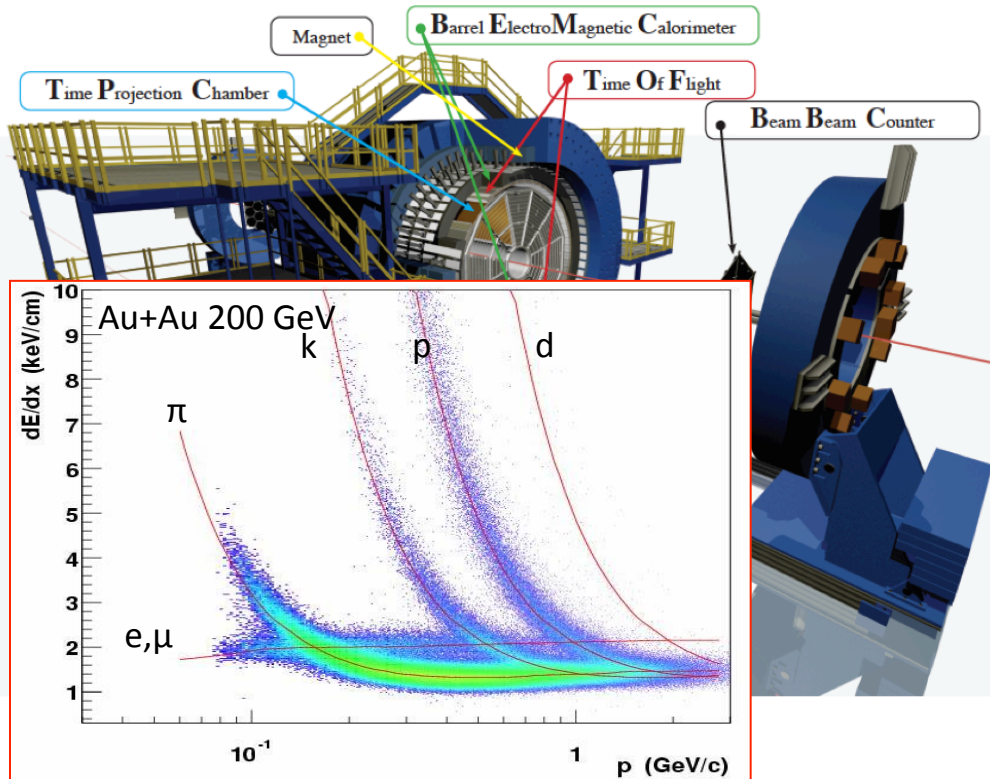 Magnet
Barrel ElectroMagnetic Calorimeter
Time Projection Chamber
Time Of Flight
Beam Beam Counter
Au+Au 200 GeV
k
p
d
π
e,μ
dE/dx (keV/cm)
10
9
8
7
6
5
4
3
2
1
10⁻¹
1
p (GeV/c)